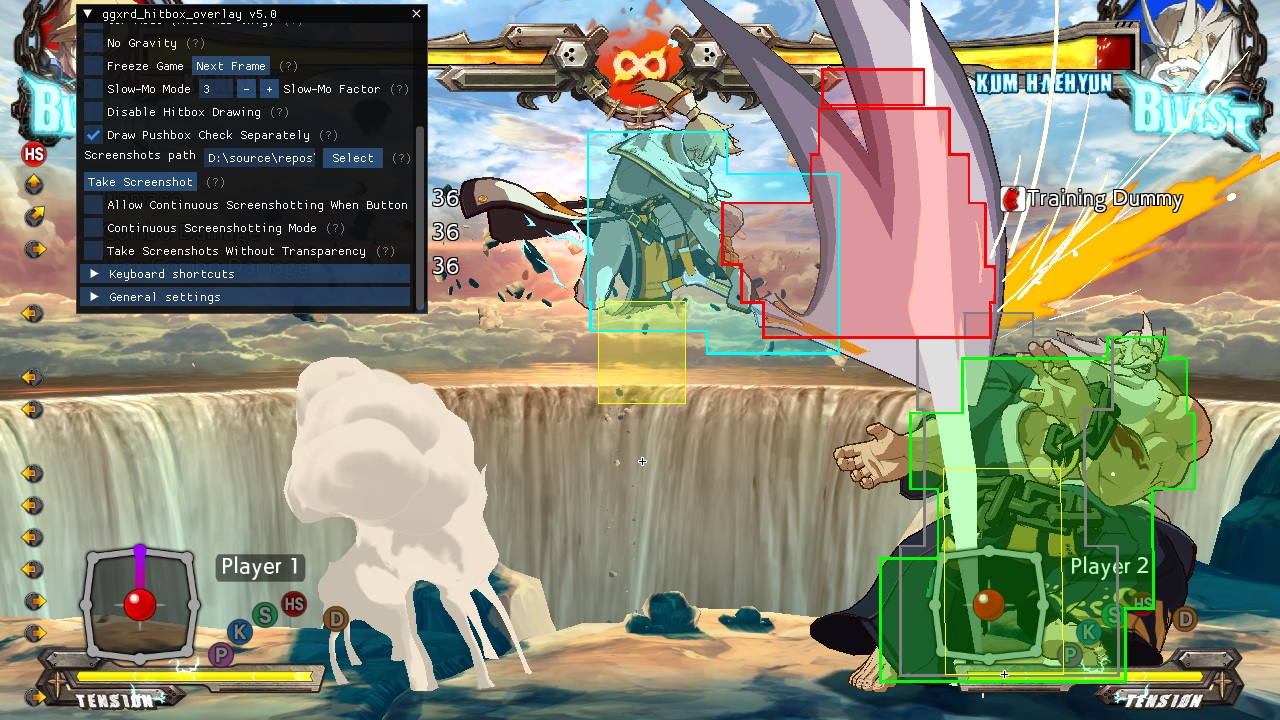 ggxrd_hitbox_overlay v5.0
No Gravity (?)
Freeze Game Next Frame (?)
Slow-Mo Mode 3 - + Slow-Mo Factor (?)
Disable Hitbox Drawing (?)
Draw Pushbox Check Separately (?)
Screenshots path D:\source\repos Select (?)
Take Screenshot (?)
Allow Continuous Screenshotting When Button
Continuous Screenshotting Mode (?)
Take Screenshots Without Transparency (?)
Keyboard shortcuts
General settings
KUM HAEHYUN
BURST
HS
36
36
36
Training Dummy
Player 1
Player 2
HS
S
K
P
D
HS
S
K
P
D
TENSION
TENSION